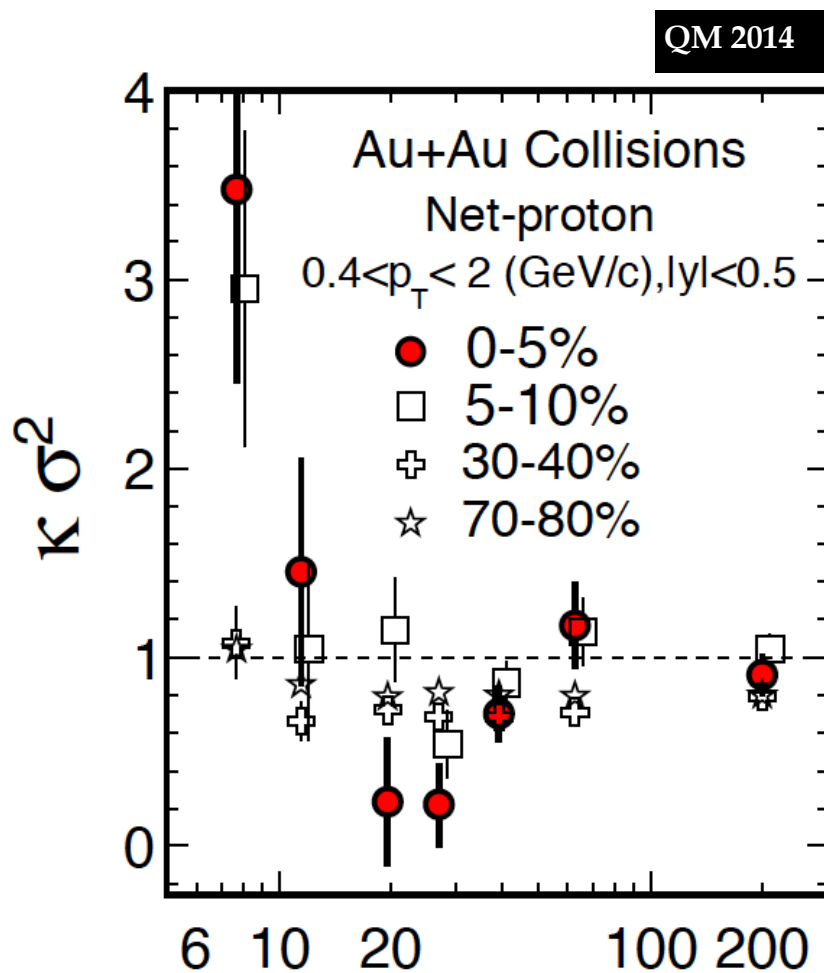 QM 2014
Au+Au Collisions
Net-proton
0.4<p_T< 2 (GeV/c),|y|<0.5
0-5%
5-10%
30-40%
70-80%
κ σ²
4
3
2
1
0
6 10 20 100 200